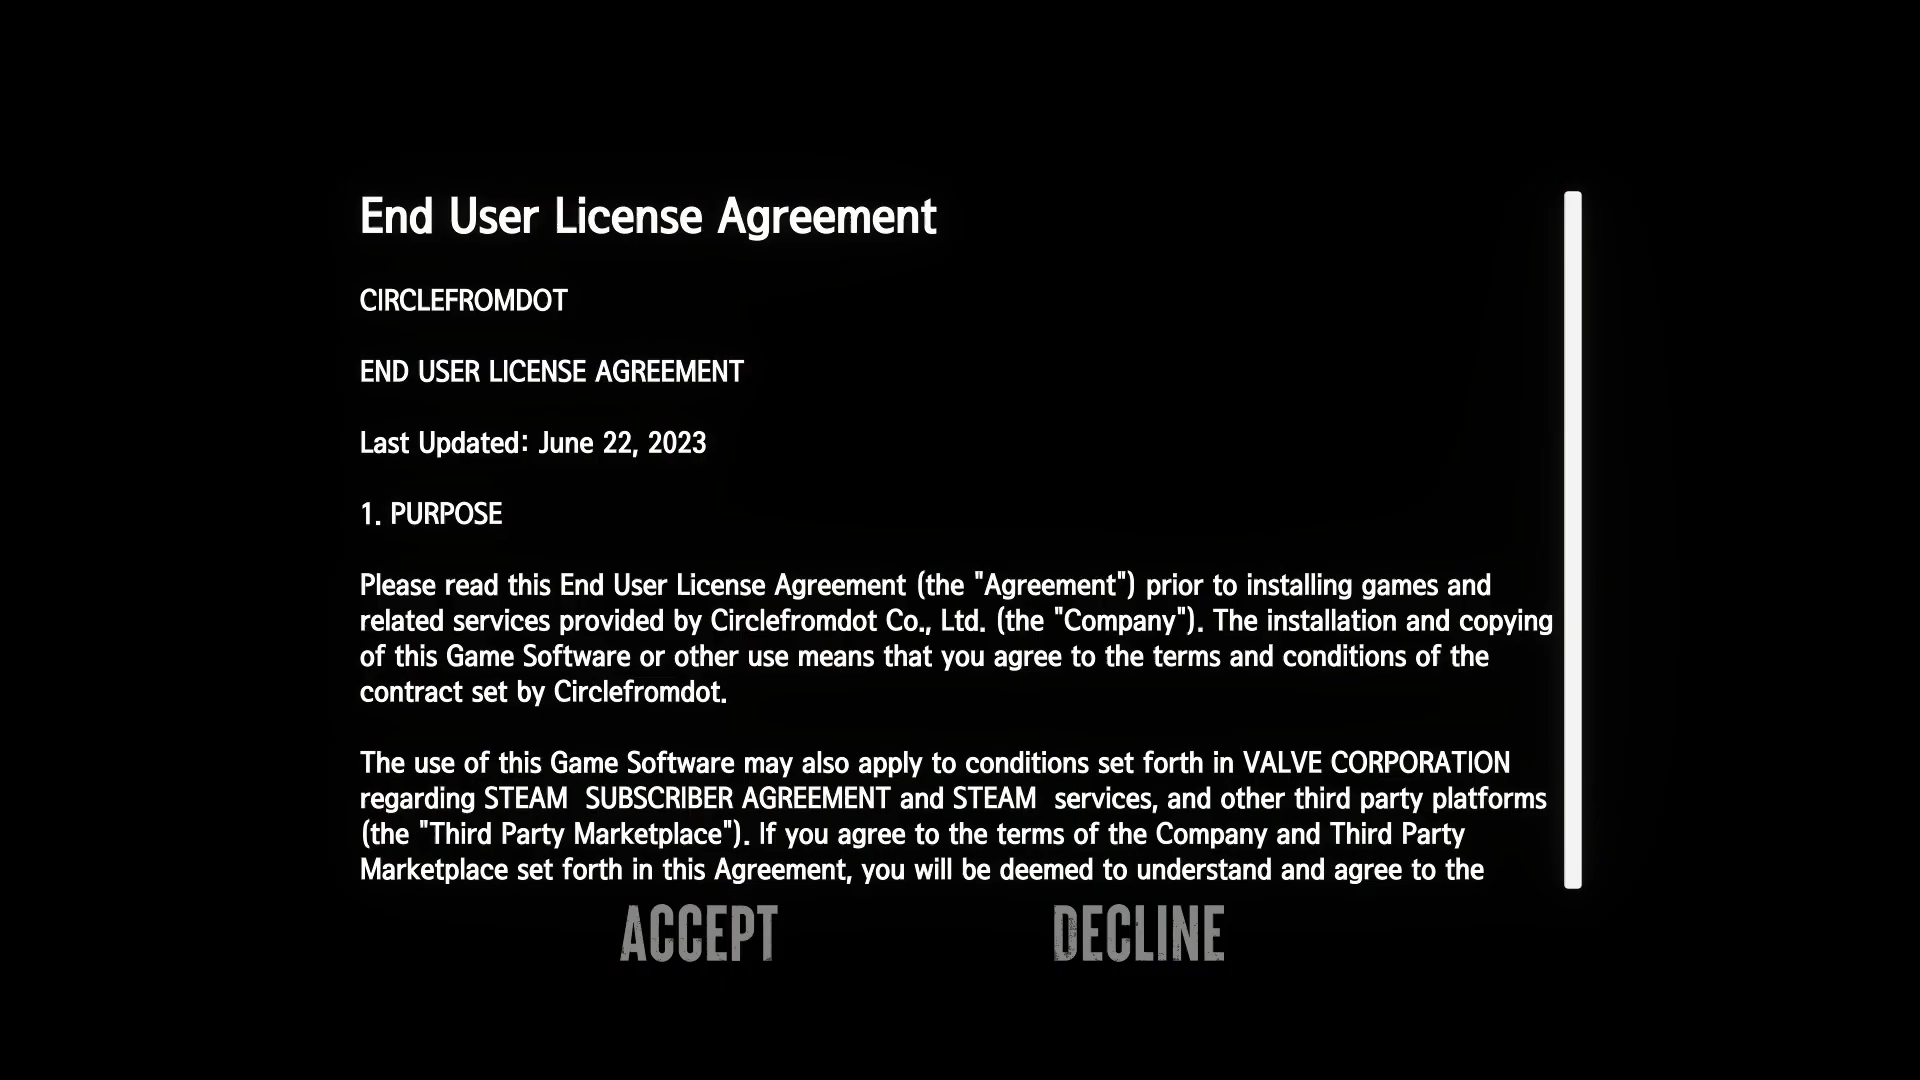 End User License Agreement
CIRCLEFROMDOT
END USER LICENSE AGREEMENT
Last Updated: June 22, 2023
1. PURPOSE
Please read this End User License Agreement (the "Agreement") prior to installing games and
related services provided by Circlefromdot Co., Ltd. (the "Company"). The installation and copying
of this Game Software or other use means that you agree to the terms and conditions of the
contract set by Circlefromdot.
The use of this Game Software may also apply to conditions set forth in VALVE CORPORATION
regarding STEAM  SUBSCRIBER AGREEMENT and STEAM  services, and other third party platforms
(the "Third Party Marketplace"). If you agree to the terms of the Company and Third Party
Marketplace set forth in this Agreement, you will be deemed to understand and agree to the
ACCEPT DECLINE